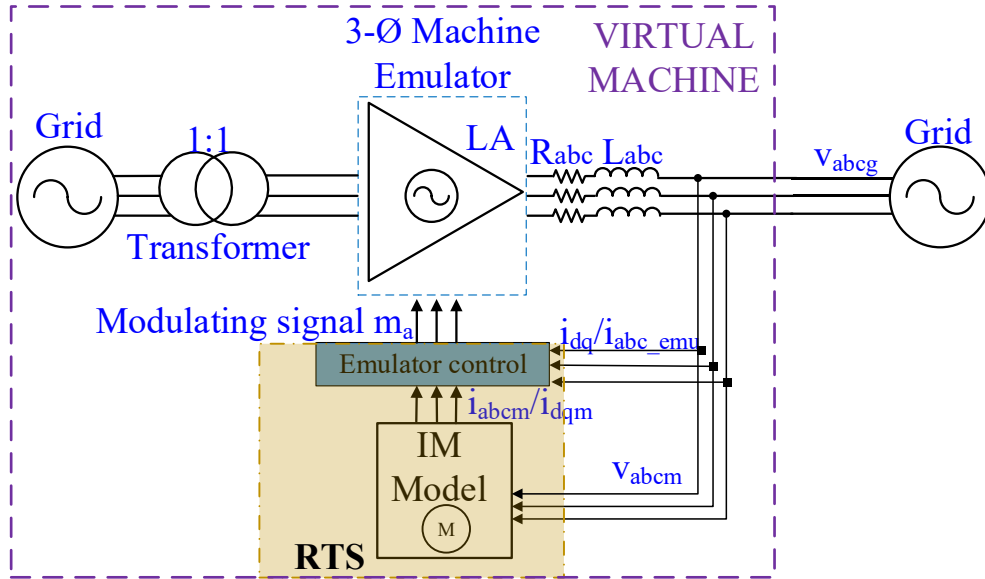 3-Ø Machine
Emulator
VIRTUAL
MACHINE
Grid
1:1
LA
Rabc Labc
vabcg
Grid
Transformer
Modulating signal ma
idq/iabc_emu
Emulator control
iabcm/idqm
IM
Model
M
vabcm
RTS